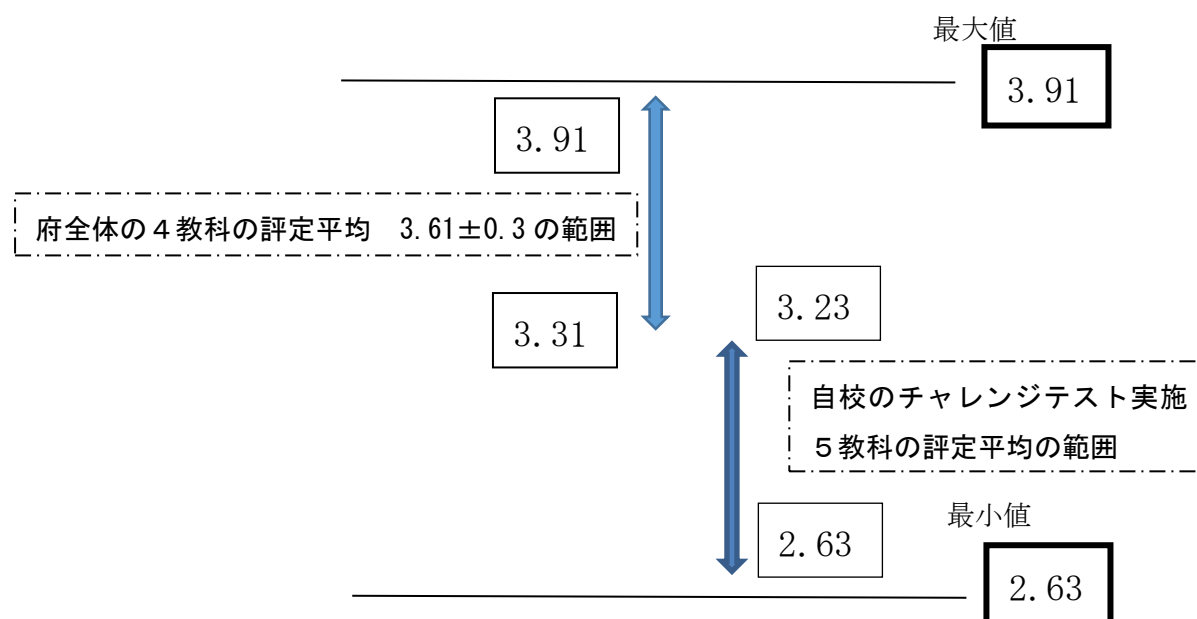 最大値
3.91
3.91
府全体の4教科の評定平均 3.61±0.3の範囲
3.23
3.31
自校のチャレンジテスト実施
5教科の評定平均の範囲
最小値
2.63
2.63